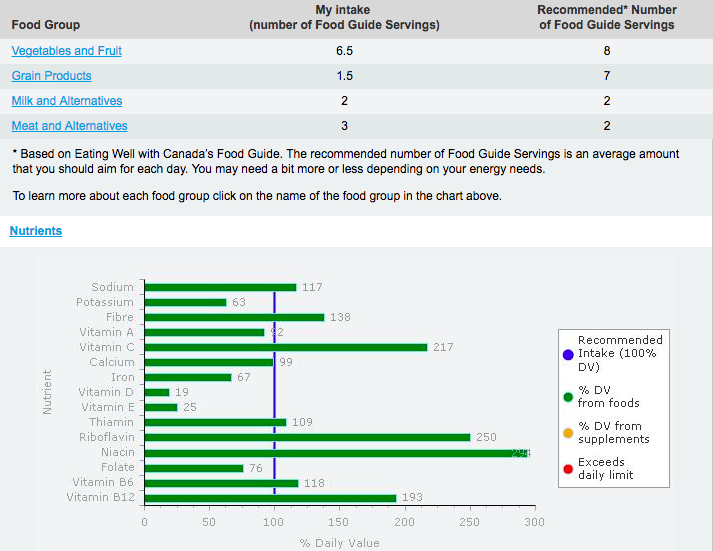 Food Group
My intake
(number of Food Guide Servings)
Recommended* Number
of Food Guide Servings
Vegetables and Fruit 6.5 8
Grain Products 1.5 7
Milk and Alternatives 2 2
Meat and Alternatives 3 2
* Based on Eating Well with Canada's Food Guide. The recommended number of Food Guide Servings is an average amount
that you should aim for each day. You may need a bit more or less depending on your energy needs.
To learn more about each food group click on the name of the food group in the chart above.
Nutrients
Nutrient
Sodium 117
Potassium 63
Fibre 138
Vitamin A 92
Vitamin C 217
Calcium 99
Iron 67
Vitamin D 19
Vitamin E 25
Thiamin 109
Riboflavin 250
Niacin 294
Folate 76
Vitamin B6 118
Vitamin B12 193
0 50 100 150 200 250 300
% Daily Value
Recommended
Intake (100%
DV)
% DV
from foods
% DV from
supplements
Exceeds
daily limit